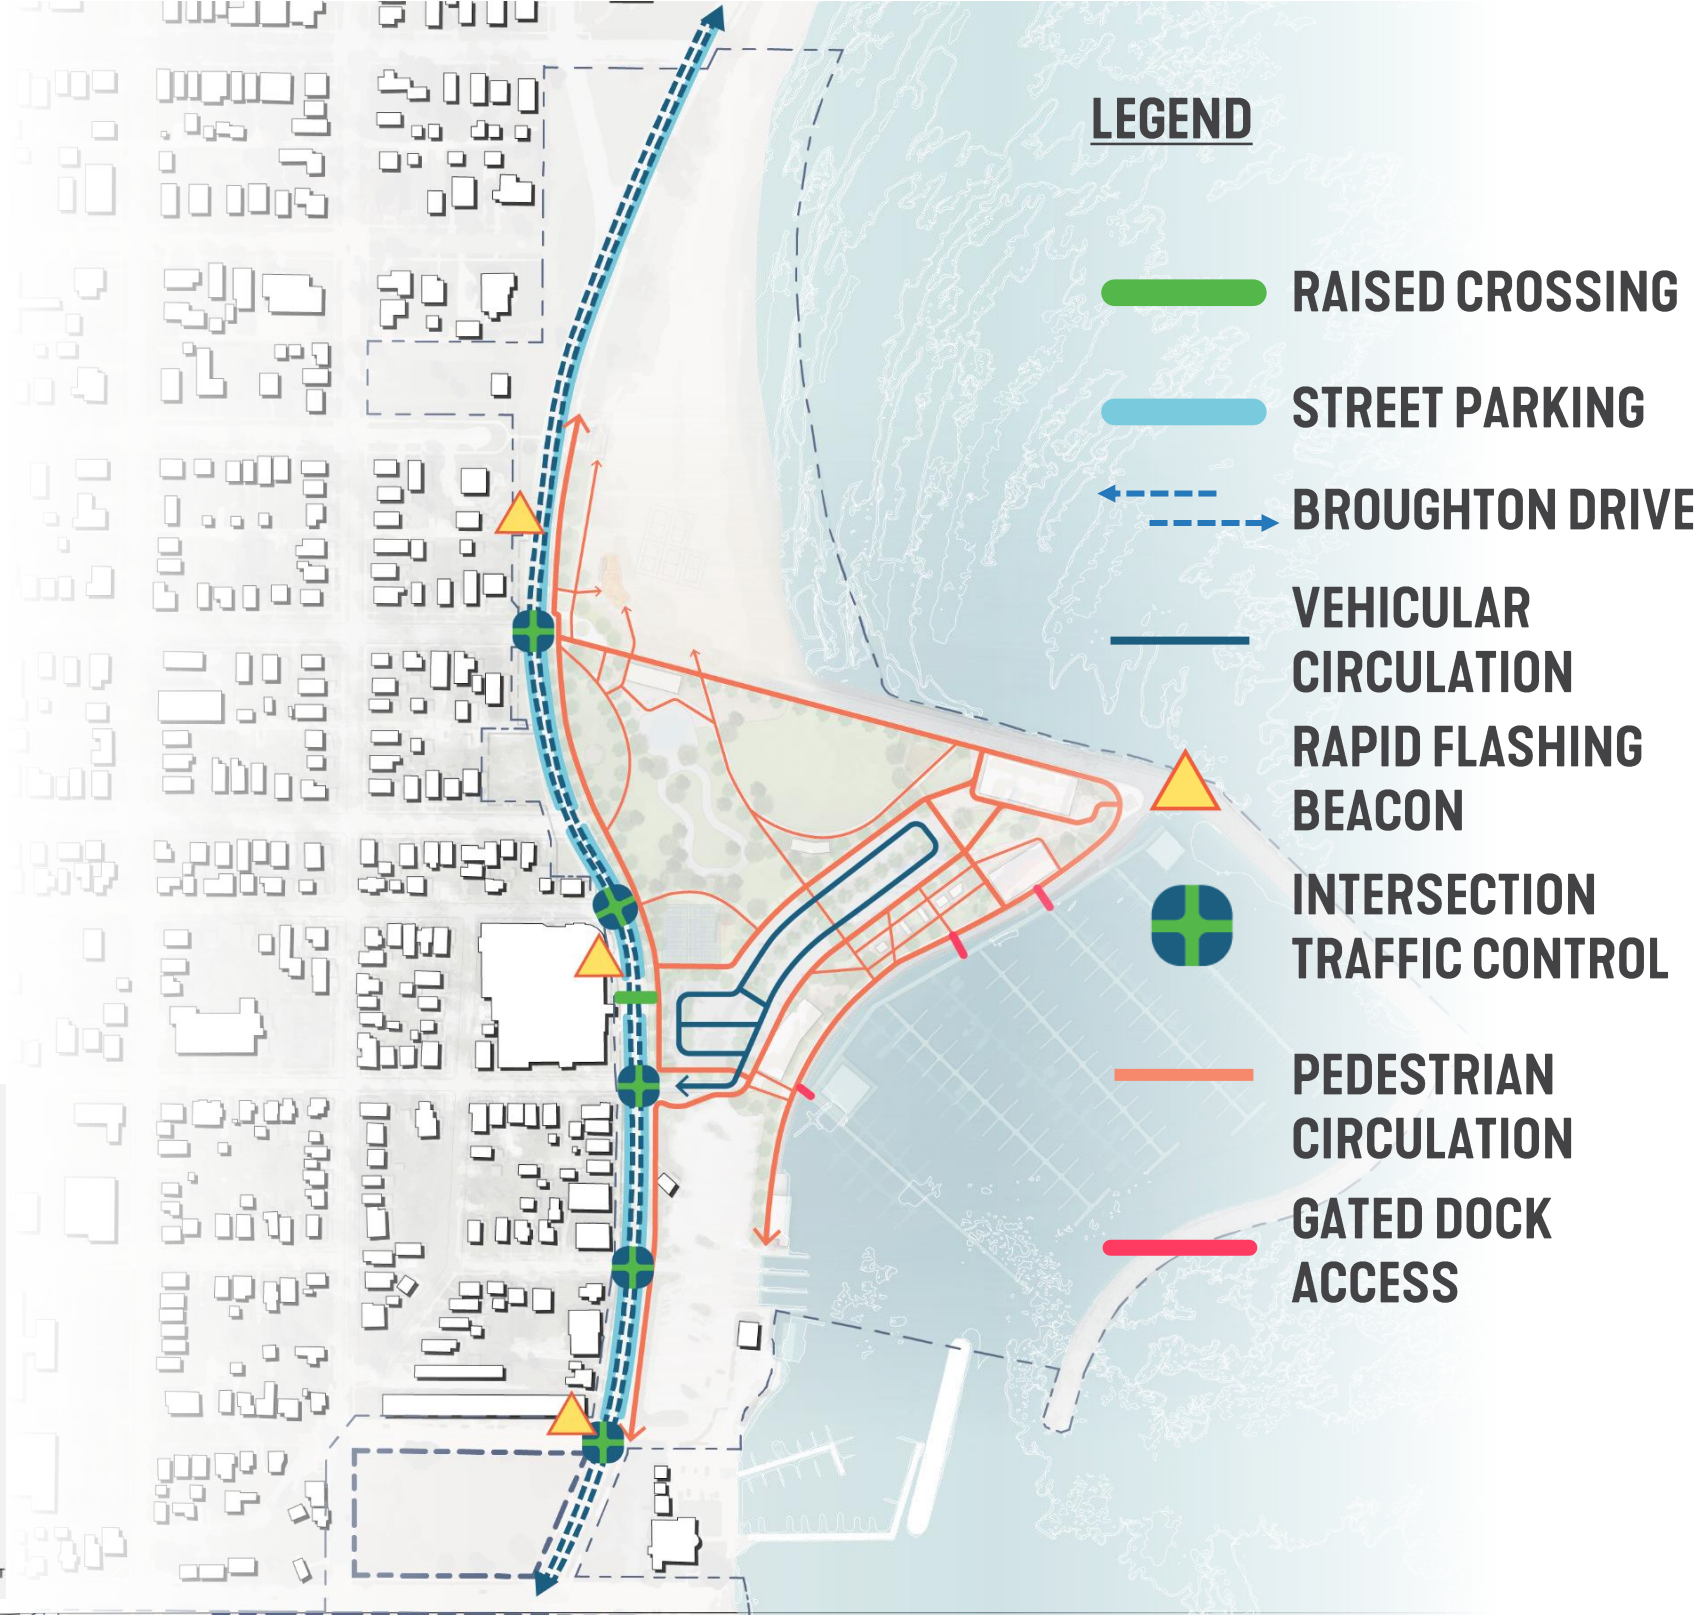 LEGEND
RAISED CROSSING
STREET PARKING
BROUGHTON DRIVE
VEHICULAR
CIRCULATION
RAPID FLASHING
BEACON
INTERSECTION
TRAFFIC CONTROL
PEDESTRIAN
CIRCULATION
GATED DOCK
ACCESS